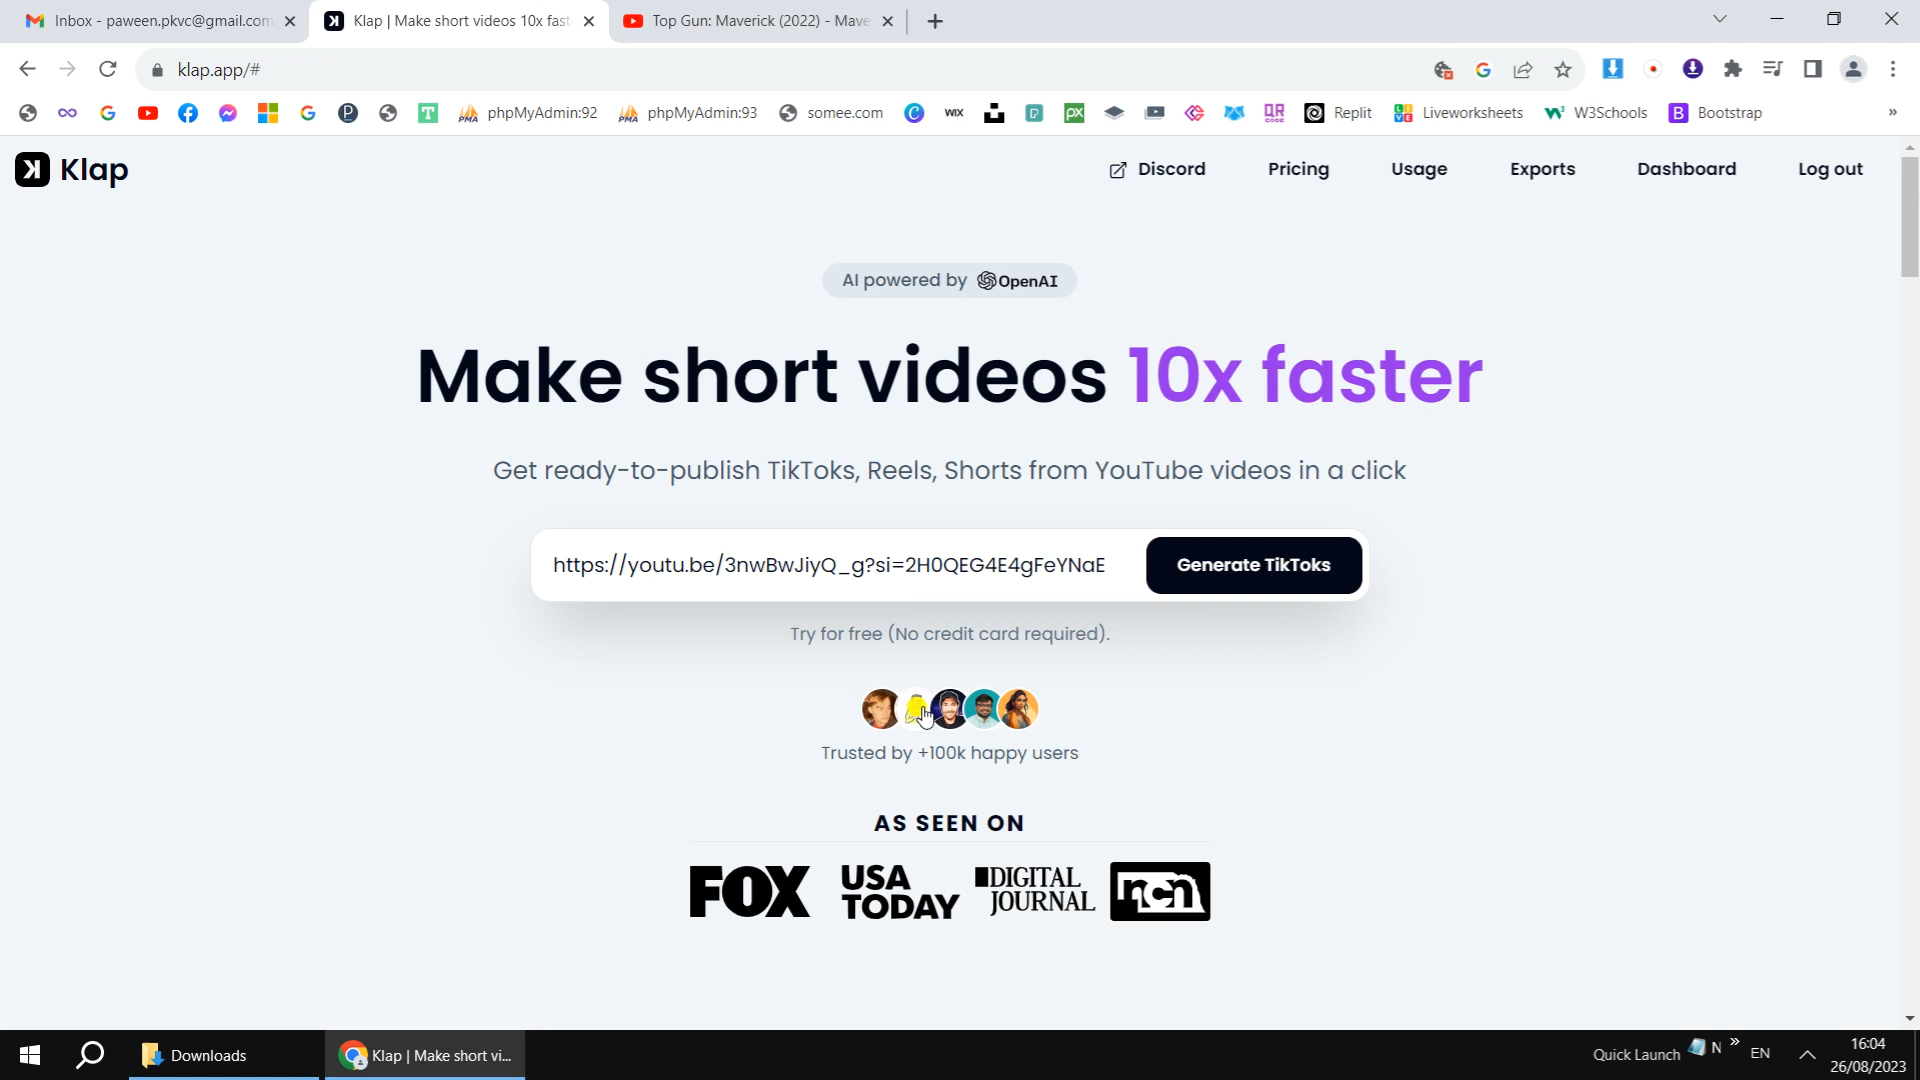 Inbox - paween.pkvc@gmail.com
Klap | Make short videos 10x fast
Top Gun: Maverick (2022) - Mave
klap.app/#
phpMyAdmin:92
phpMyAdmin:93
somee.com
WIX
PX
QR
CODE
Replit
Liveworksheets
W3Schools
B Bootstrap
»
Klap
Discord
Pricing
Usage
Exports
Dashboard
Log out
AI powered by OpenAI
Make short videos 10x faster
Get ready-to-publish TikToks, Reels, Shorts from YouTube videos in a click
https://youtu.be/3nwBwJiyQ_g?si=2H0QEG4E4gFeYNaE
Generate TikToks
Try for free (No credit card required).
Trusted by +100k happy users
AS SEEN ON
FOX
USA
TODAY
DIGITAL
JOURNAL
ncn
Downloads
Klap | Make short vi...
Quick Launch
N
»
EN
16:04
26/08/2023